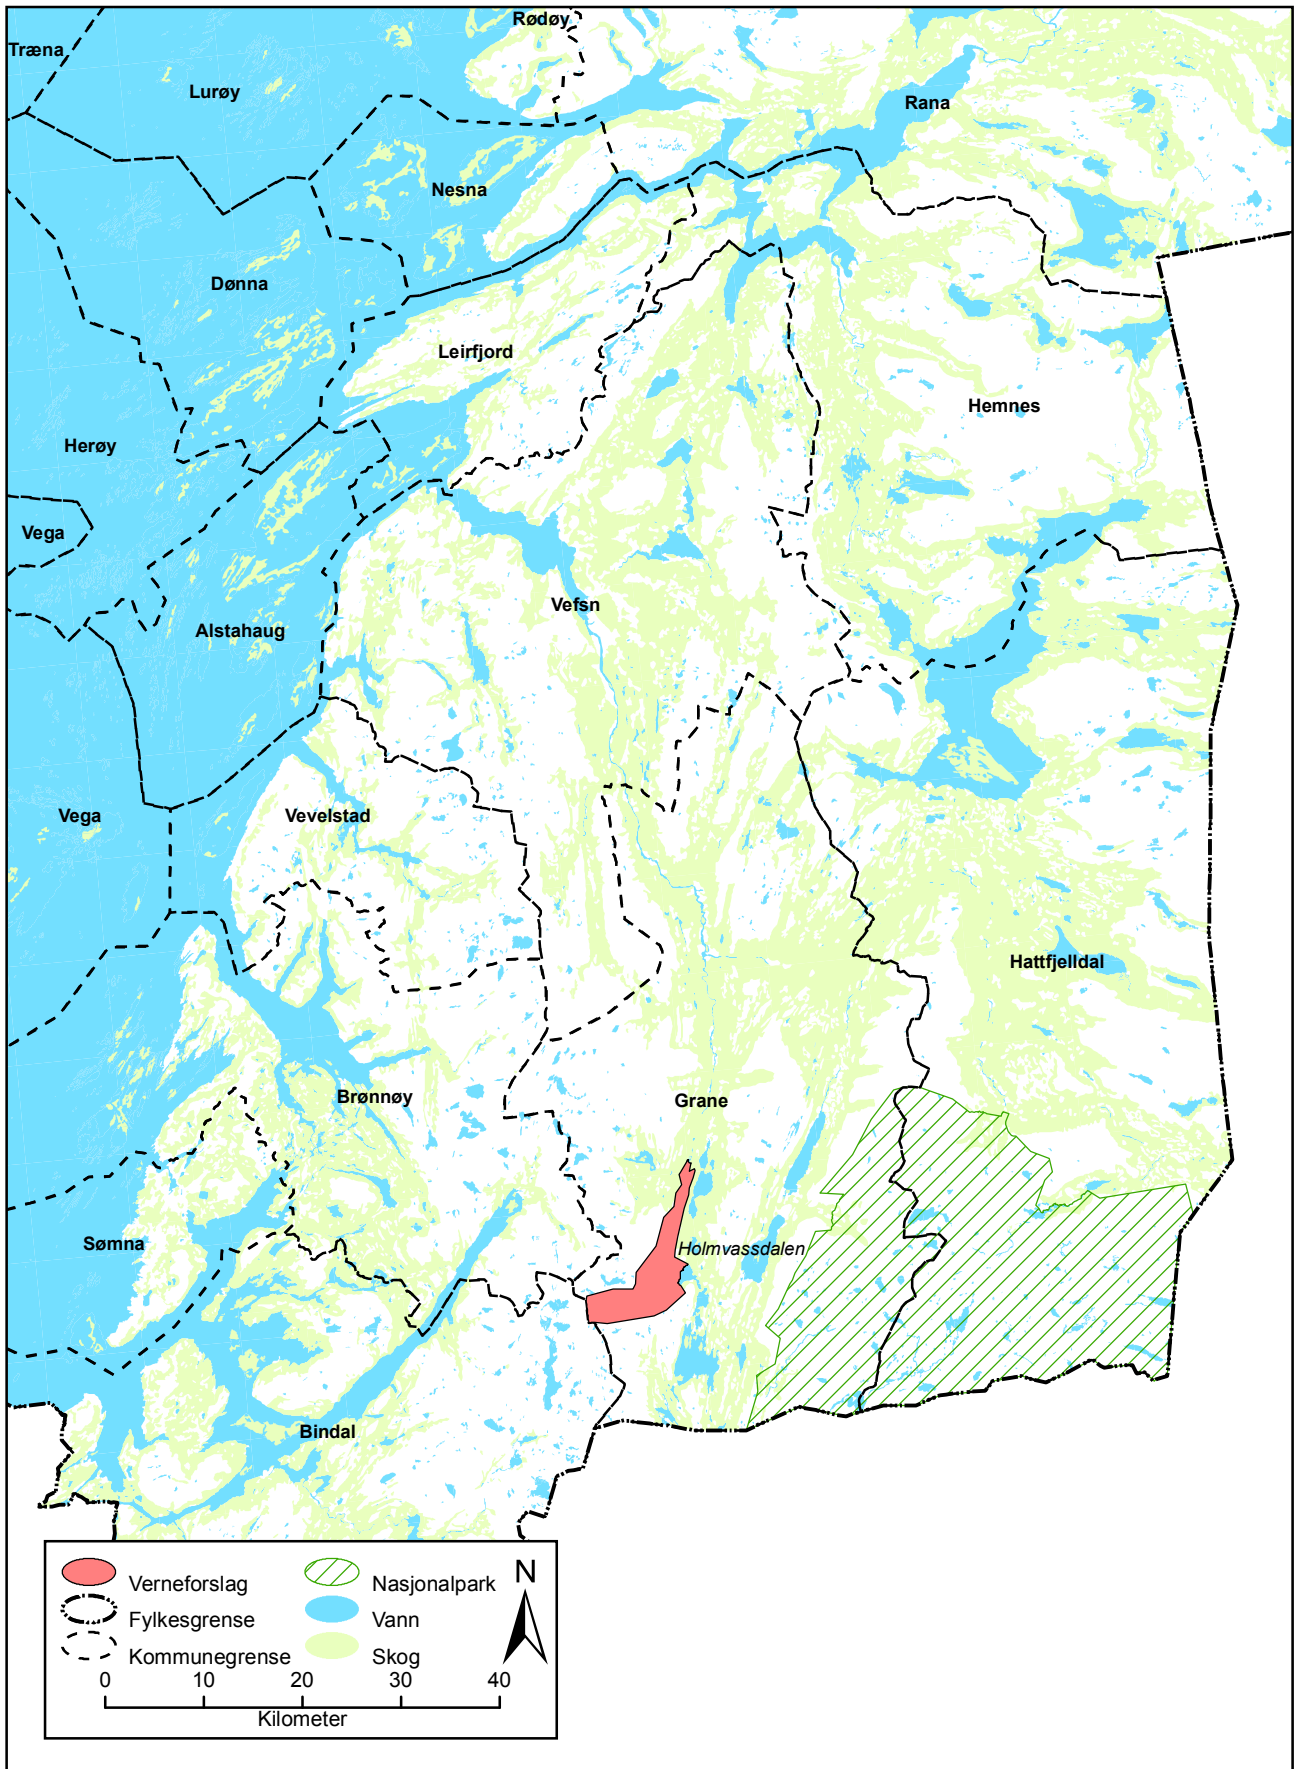 Rødøy
Træna
Lurøy
Rana
Nesna
Dønna
Leirfjord
Hemnes
Herøy
Vega
Vefsn
Alstahaug
Vega
Vevelstad
Hattfjelldal
Brønnøy
Grane
Sømna
Holmvassdalen
Bindal
Verneforslag
Nasjonalpark
N
Fylkesgrense
Vann
Kommunegrense
Skog
0 10 20 30 40
Kilometer